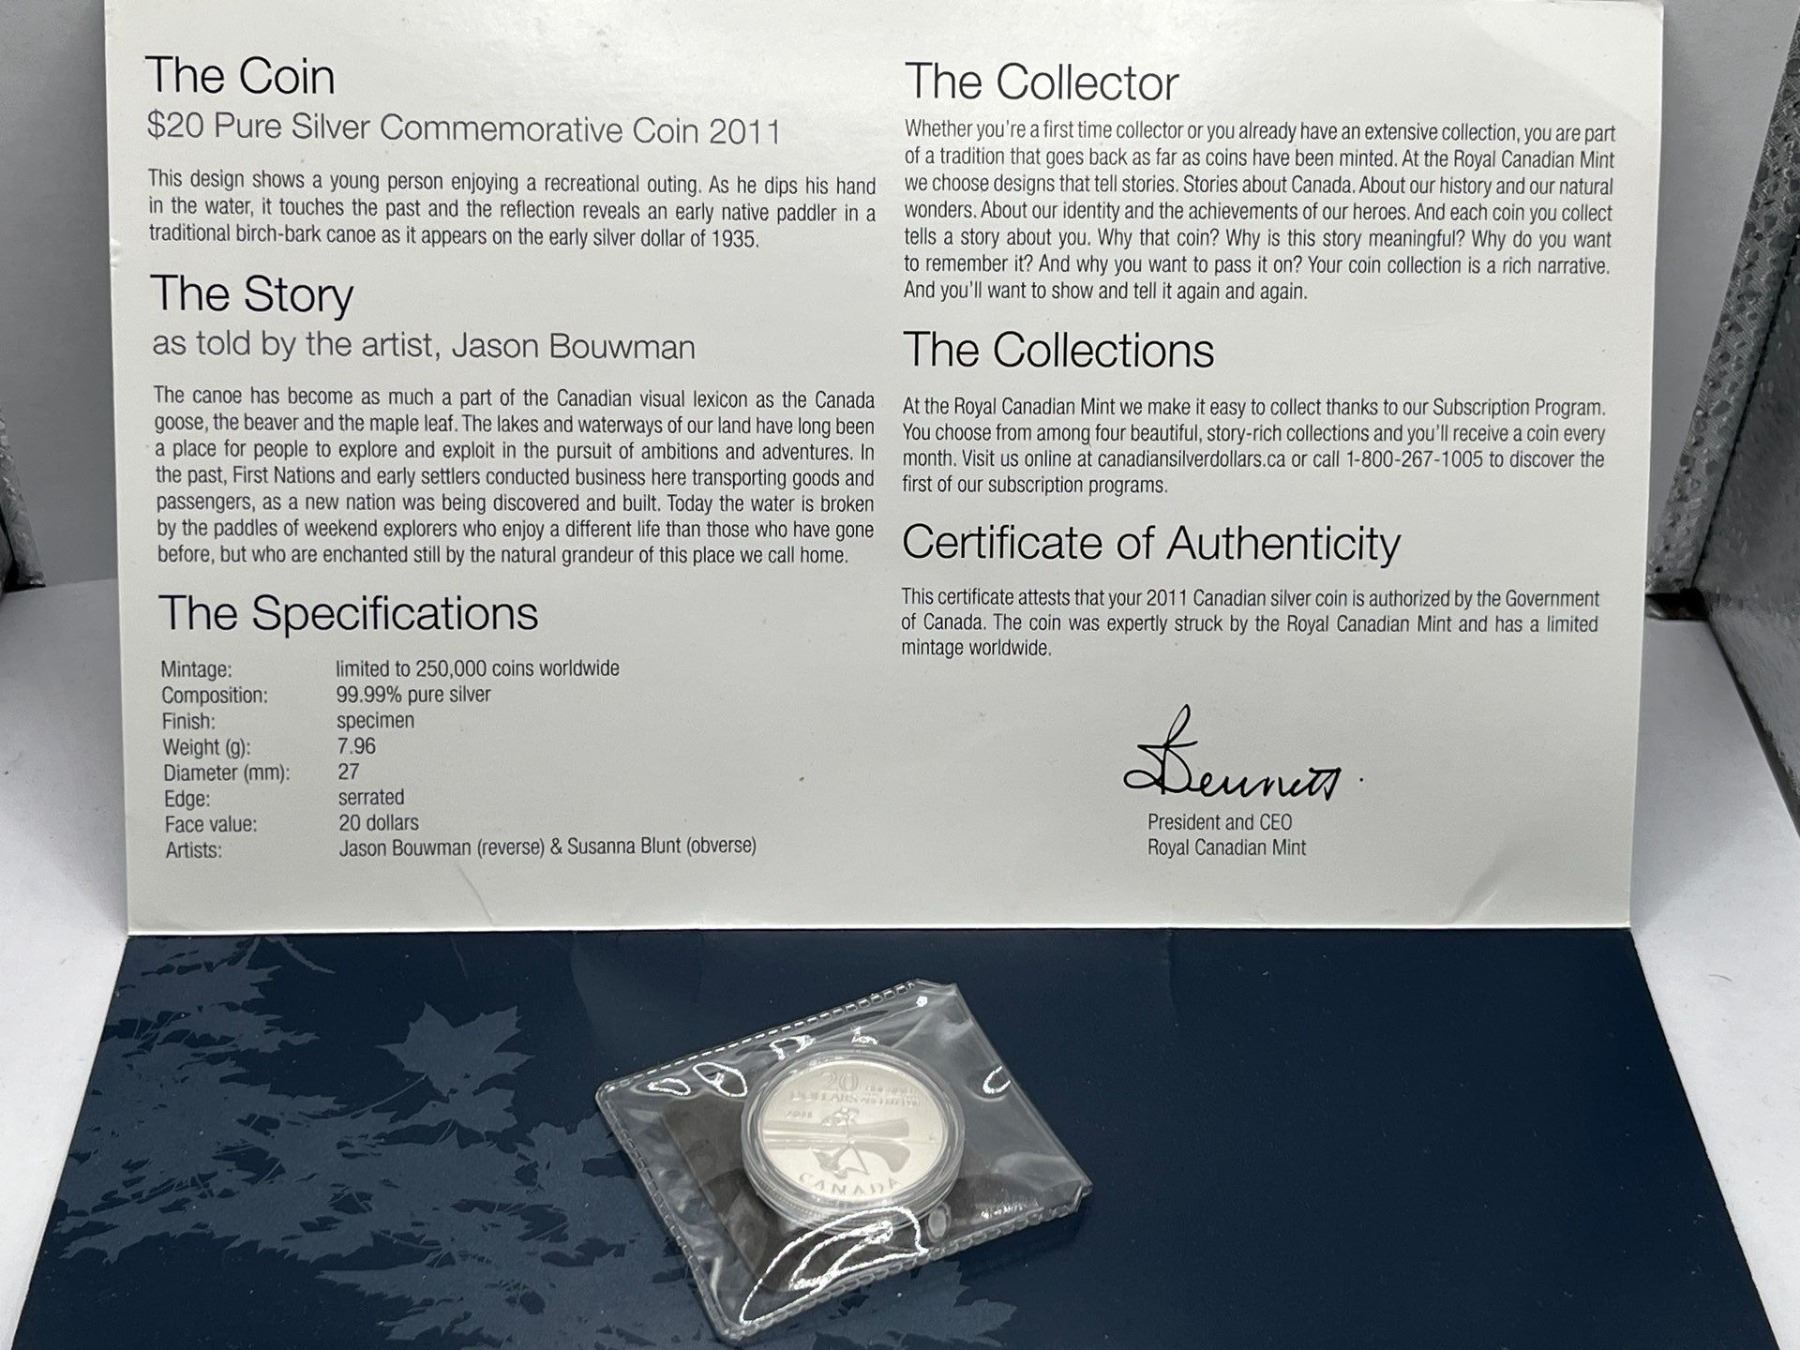 The Coin
$20 Pure Silver Commemorative Coin 2011
This design shows a young person enjoying a recreational outing. As he dips his hand
in the water, it touches the past and the reflection reveals an early native paddler in a
traditional birch-bark canoe as it appears on the early silver dollar of 1935.
The Story
as told by the artist, Jason Bouwman
The canoe has become as much a part of the Canadian visual lexicon as the Canada
goose, the beaver and the maple leaf. The lakes and waterways of our land have long been
a place for people to explore and exploit in the pursuit of ambitions and adventures. In
the past, First Nations and early settlers conducted business here transporting goods and
passengers, as a new nation was being discovered and built. Today the water is broken
by the paddles of weekend explorers who enjoy a different life than those who have gone
before, but who are enchanted still by the natural grandeur of this place we call home.
The Specifications
Mintage: limited to 250,000 coins worldwide
Composition: 99.99% pure silver
Finish: specimen
Weight (g): 7.96
Diameter (mm): 27
Edge: serrated
Face value: 20 dollars
Artists: Jason Bouwman (reverse) & Susanna Blunt (obverse)
The Collector
Whether you're a first time collector or you already have an extensive collection, you are part
of a tradition that goes back as far as coins have been minted. At the Royal Canadian Mint
we choose designs that tell stories. Stories about Canada. About our history and our natural
wonders. About our identity and the achievements of our heroes. And each coin you collect
tells a story about you. Why that coin? Why is this story meaningful? Why do you want
to remember it? And why you want to pass it on? Your coin collection is a rich narrative.
And you'll want to show and tell it again and again.
The Collections
At the Royal Canadian Mint we make it easy to collect thanks to our Subscription Program.
You choose from among four beautiful, story-rich collections and you'll receive a coin every
month. Visit us online at canadiansilverdollars.ca or call 1-800-267-1005 to discover the
first of our subscription programs.
Certificate of Authenticity
This certificate attests that your 2011 Canadian silver coin is authorized by the Government
of Canada. The coin was expertly struck by the Royal Canadian Mint and has a limited
mintage worldwide.
Bennett
President and CEO
Royal Canadian Mint
20
DOLLARS
2011
CANADA